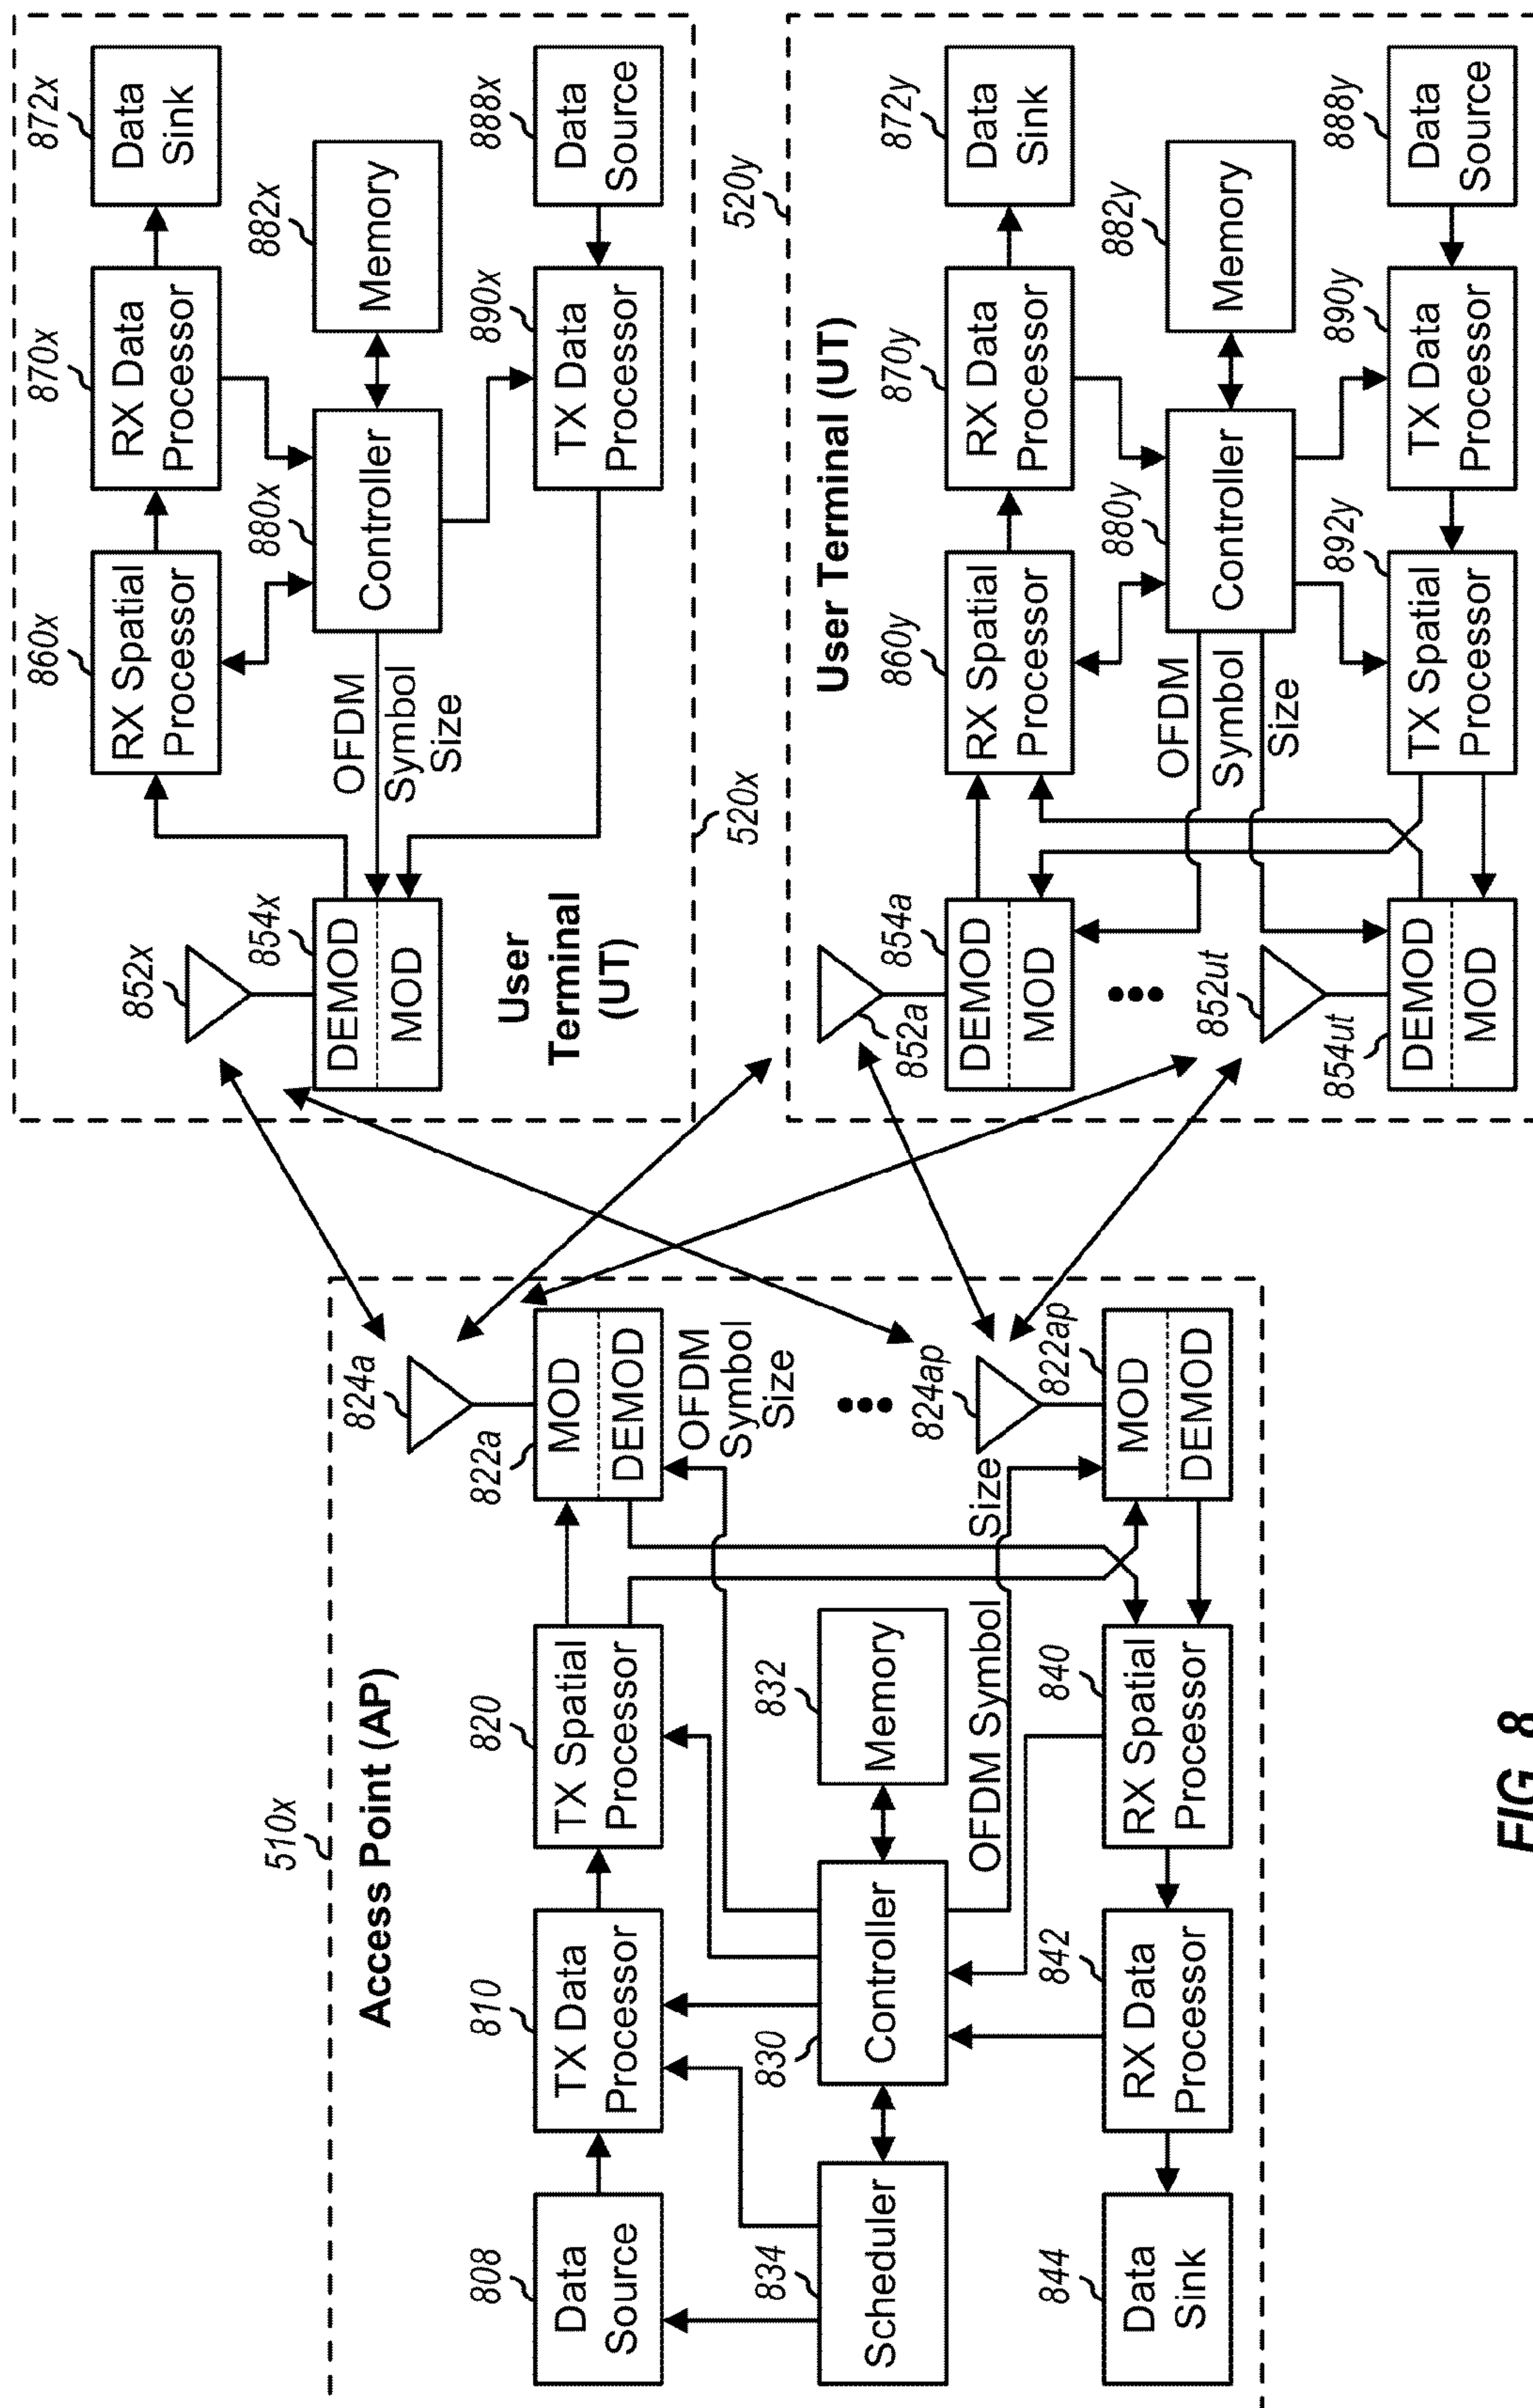 510x
Access Point (AP)
808
Data
Source
810
TX Data
Processor
820
TX Spatial
Processor
822a
MOD
DEMOD
824a
OFDM
Symbol
Size
834
Scheduler
830
Controller
832
Memory
OFDM Symbol Size
824ap
822ap
MOD
DEMOD
844
Data
Sink
842
RX Data
Processor
840
RX Spatial
Processor
852x
854x
DEMOD
MOD
User
Terminal
(UT)
860x
RX Spatial
Processor
870x
RX Data
Processor
872x
Data
Sink
OFDM
Symbol
Size
880x
Controller
882x
Memory
890x
TX Data
Processor
888x
Data
Source
520x
520y
User Terminal (UT)
852a
854a
DEMOD
MOD
860y
RX Spatial
Processor
870y
RX Data
Processor
872y
Data
Sink
OFDM
Symbol
Size
880y
Controller
882y
Memory
852ut
854ut
DEMOD
MOD
892y
TX Spatial
Processor
890y
TX Data
Processor
888y
Data
Source
FIG. 8